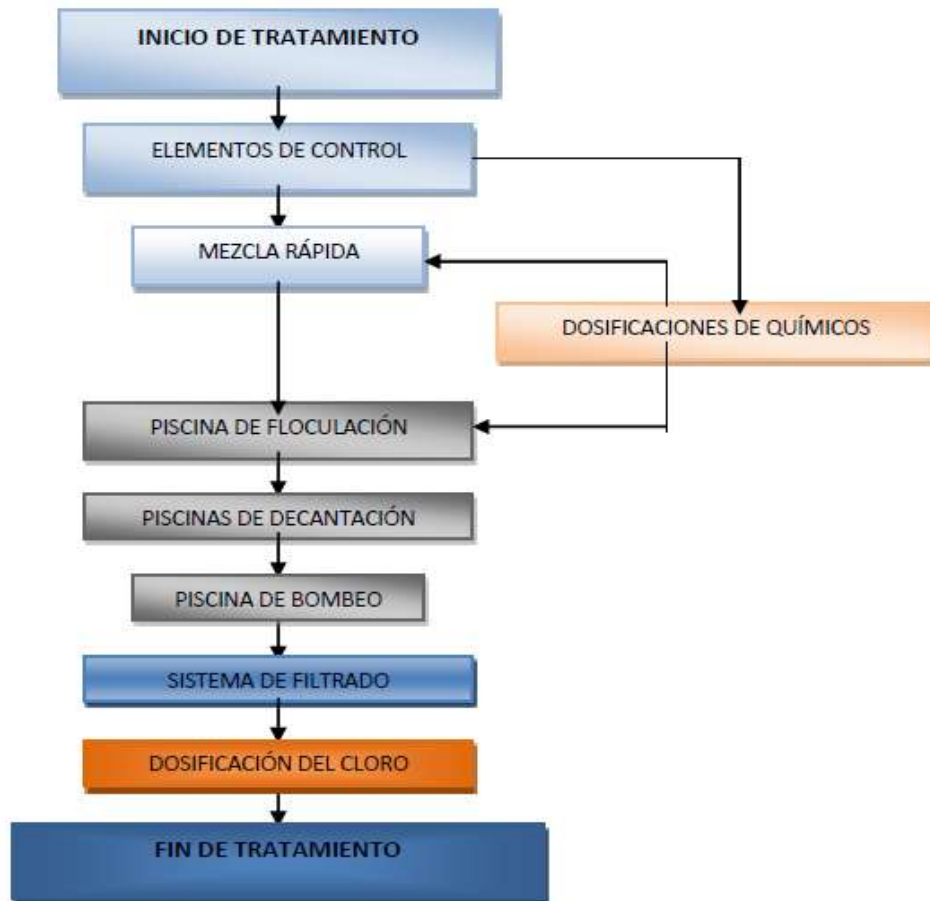 INICIO DE TRATAMIENTO
ELEMENTOS DE CONTROL
MEZCLA RÁPIDA
DOSIFICACIONES DE QUÍMICOS
PISCINA DE FLOCULACIÓN
PISCINAS DE DECANTACIÓN
PISCINA DE BOMBEO
SISTEMA DE FILTRADO
DOSIFICACIÓN DEL CLORO
FIN DE TRATAMIENTO